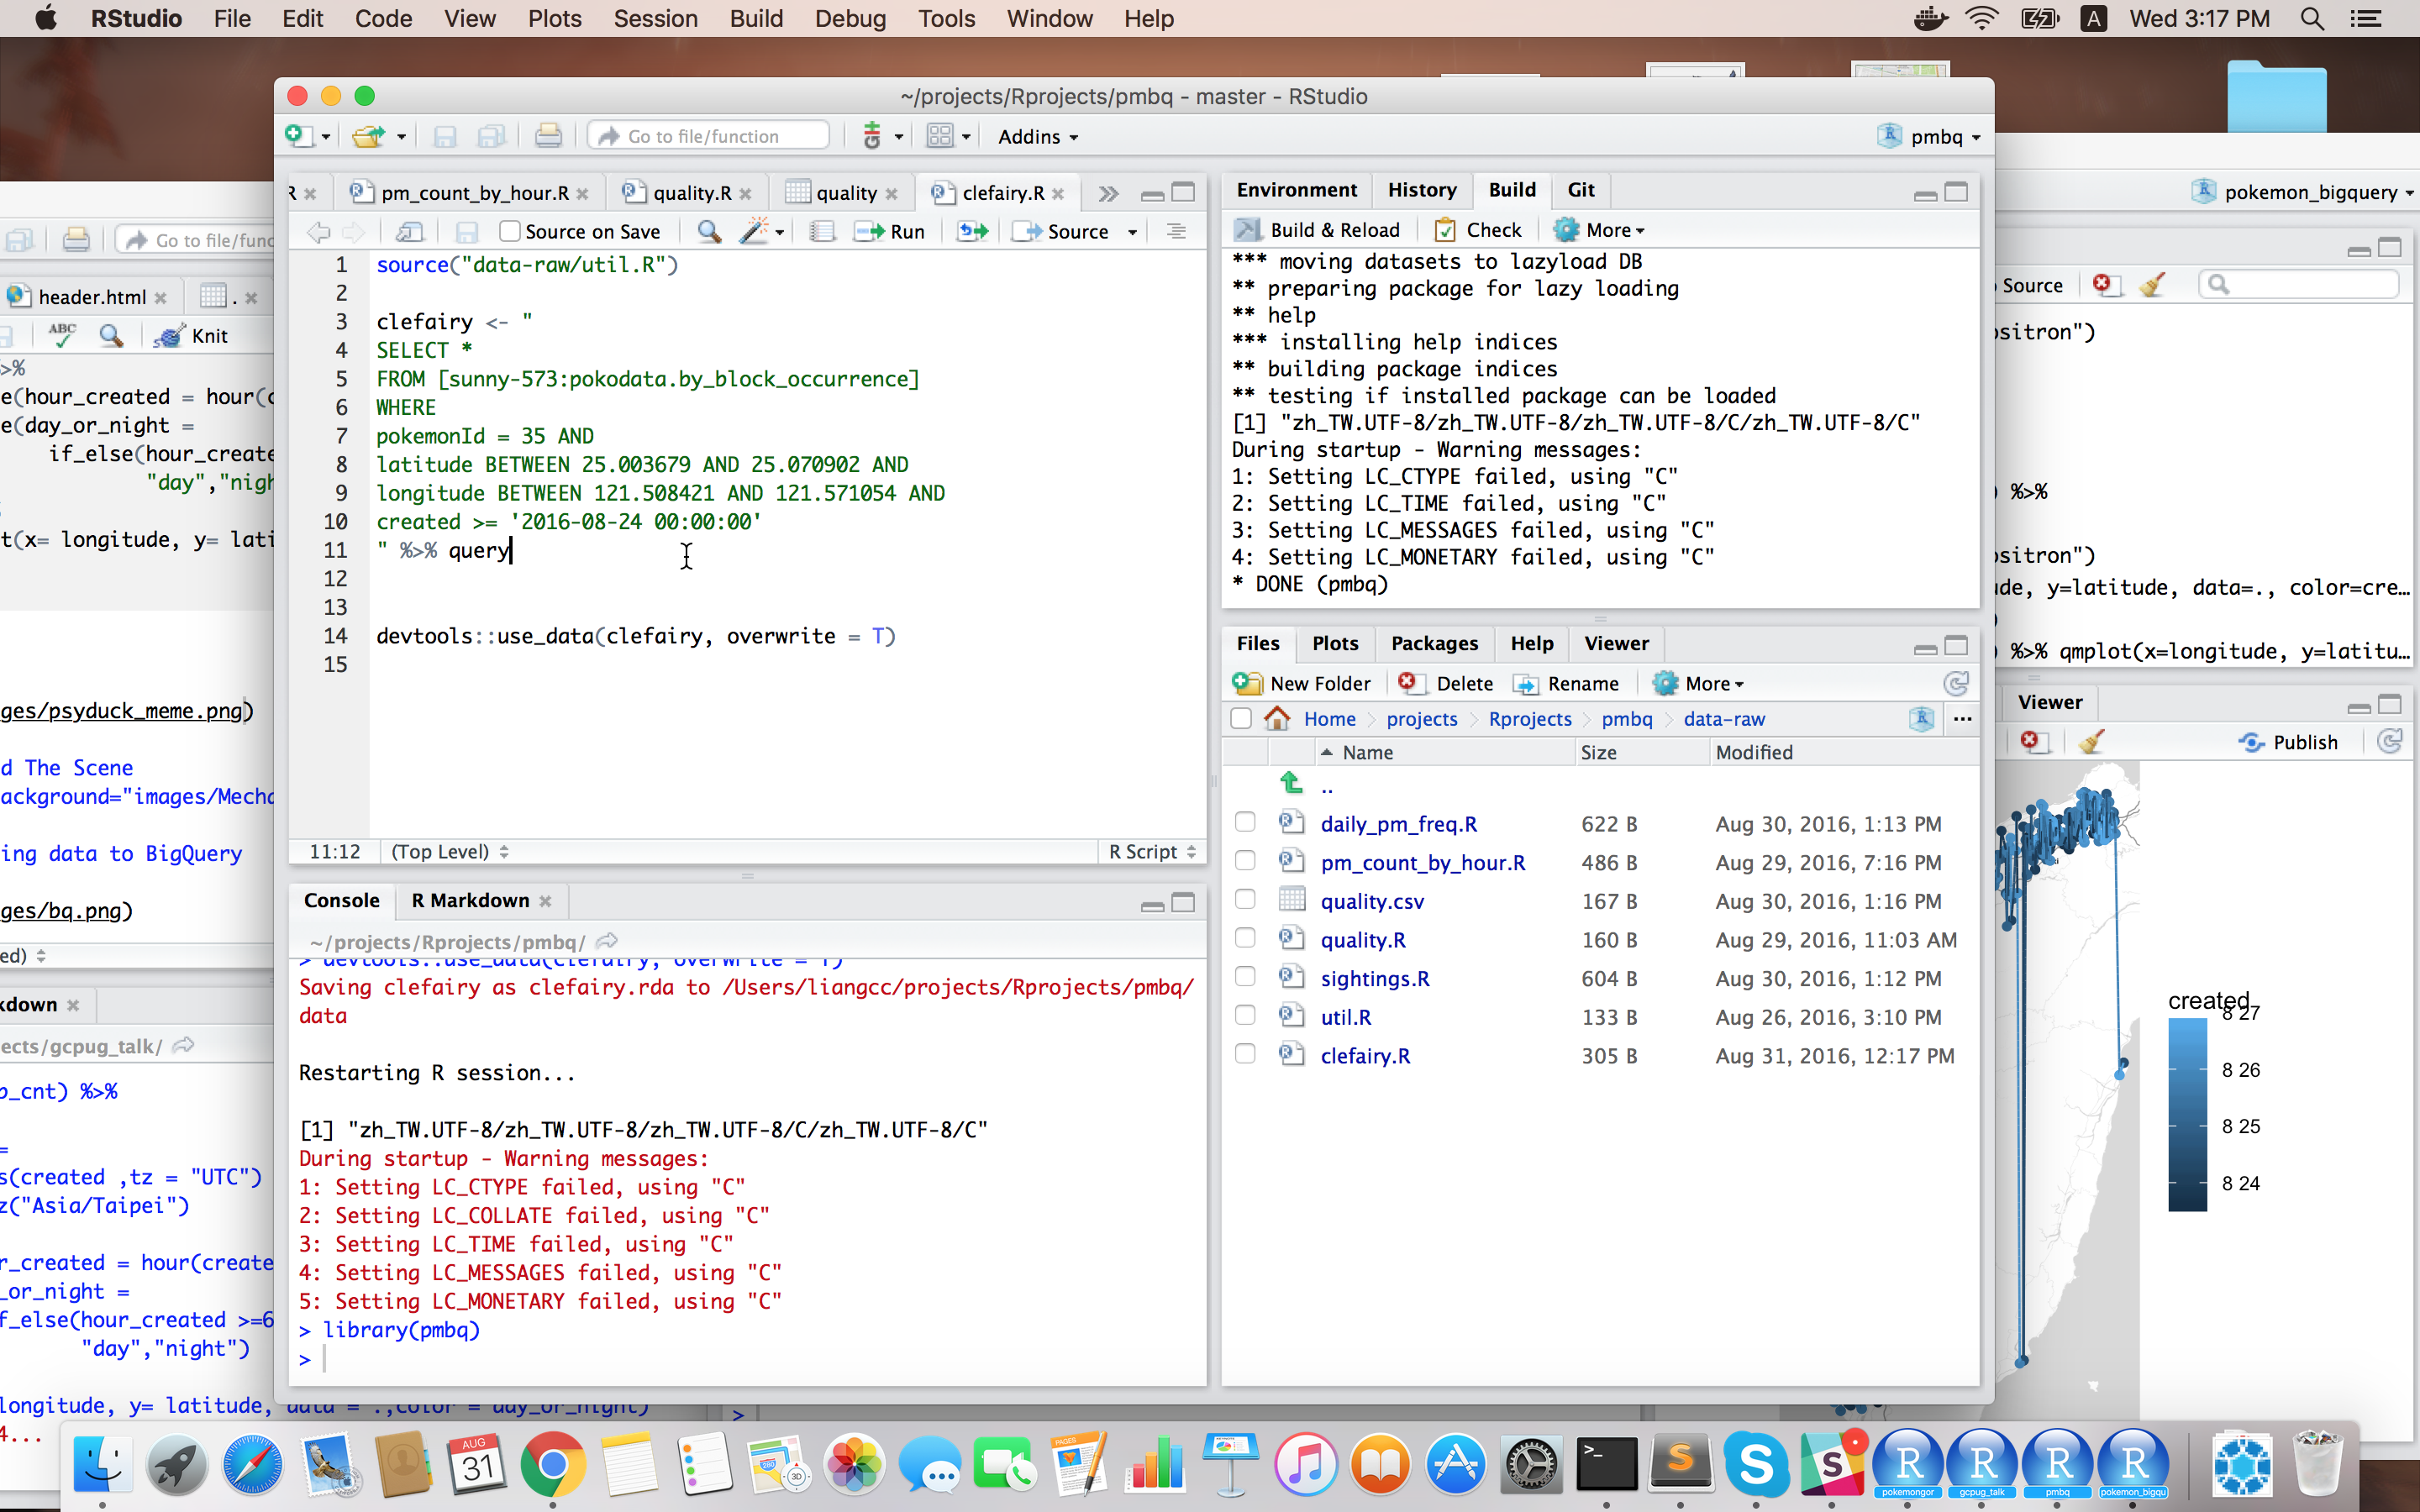 RStudio File Edit Code View Plots Session Build Debug Tools Window Help A Wed 3:17 PM
~/projects/Rprojects/pmbq - master - RStudio
Go to file/function Addins pmbq
R pm_count_by_hour.R quality.R quality clefairy.R
Source on Save Run Source
1 source("data-raw/util.R")
2
3 clefairy <- "
4 SELECT *
5 FROM [sunny-573:pokodata.by_block_occurrence]
6 WHERE
7 pokemonId = 35 AND
8 latitude BETWEEN 25.003679 AND 25.070902 AND
9 longitude BETWEEN 121.508421 AND 121.571054 AND
10 created >= '2016-08-24 00:00:00'
11 " %>% query
12
13
14 devtools::use_data(clefairy, overwrite = T)
15
11:12 (Top Level) R Script
Console R Markdown
~/projects/Rprojects/pmbq/
> devtools::use_data(clefairy, overwrite = T)
Saving clefairy as clefairy.rda to /Users/liangcc/projects/Rprojects/pmbq/
data
Restarting R session...
[1] "zh_TW.UTF-8/zh_TW.UTF-8/zh_TW.UTF-8/C/zh_TW.UTF-8/C"
During startup - Warning messages:
1: Setting LC_CTYPE failed, using "C"
2: Setting LC_COLLATE failed, using "C"
3: Setting LC_TIME failed, using "C"
4: Setting LC_MESSAGES failed, using "C"
5: Setting LC_MONETARY failed, using "C"
> library(pmbq)
>
Environment History Build Git
Build & Reload Check More
*** moving datasets to lazyload DB
** preparing package for lazy loading
** help
*** installing help indices
** building package indices
** testing if installed package can be loaded
[1] "zh_TW.UTF-8/zh_TW.UTF-8/zh_TW.UTF-8/C/zh_TW.UTF-8/C"
During startup - Warning messages:
1: Setting LC_CTYPE failed, using "C"
2: Setting LC_TIME failed, using "C"
3: Setting LC_MESSAGES failed, using "C"
4: Setting LC_MONETARY failed, using "C"
* DONE (pmbq)
Files Plots Packages Help Viewer
New Folder Delete Rename More
Home projects Rprojects pmbq data-raw ...
Name Size Modified
..
daily_pm_freq.R 622 B Aug 30, 2016, 1:13 PM
pm_count_by_hour.R 486 B Aug 29, 2016, 7:16 PM
quality.csv 167 B Aug 30, 2016, 1:16 PM
quality.R 160 B Aug 29, 2016, 11:03 AM
sightings.R 604 B Aug 30, 2016, 1:12 PM
util.R 133 B Aug 26, 2016, 3:10 PM
clefairy.R 305 B Aug 31, 2016, 12:17 PM
Go to file/func
header.html .
ABC Knit
>%
e(hour_created = hour(c
e(day_or_night =
if_else(hour_create
"day","nigh
t(x= longitude, y= lati
ges/psyduck_meme.png)
d The Scene
ackground="images/Mecha
ing data to BigQuery
ges/bq.png)
ed)
kdown
ects/gcpug_talk/
p_cnt) %>%
=
s(created ,tz = "UTC")
z("Asia/Taipei")
r_created = hour(create
_or_night =
f_else(hour_created >=6
"day","night")
longitude, y= latitude, data = .,color = day_or_night)
4...
>
pokemon_bigquery
Source
ositron")
%>%
ositron")
de, y=latitude, data=., color=cre...
)
) %>% qmplot(x=longitude, y=latitu...
Viewer
Publish
created
8 27
8 26
8 25
8 24
AUG
31
PAGES
280
3D
>_
S
S
S
R R R R
pokemongor gcpug_talk pmbq pokemon_bigqu